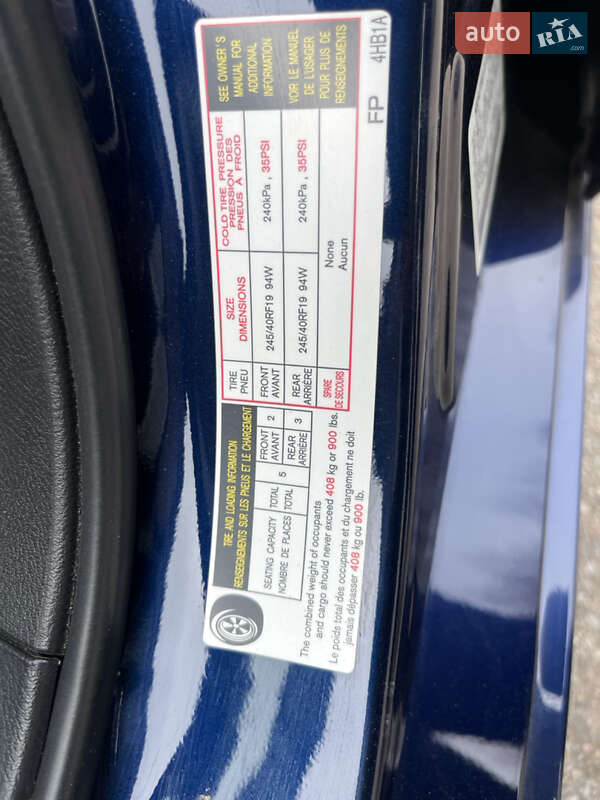 auto RIA.com
TIRE AND LOADING INFORMATION
RENSEIGNEMENTS SUR LES PNEUS ET LE CHARGEMENT
SEATING CAPACITY TOTAL 5 FRONT 2 REAR 3
NOMBRE DE PLACES TOTAL AVANT ARRIÈRE
The combined weight of occupants
and cargo should never exceed 408 kg or 900 lbs.
Le poids total des occupants et du chargement ne doit
jamais dépasser 408 kg ou 900 lb.
TIRE SIZE COLD TIRE PRESSURE
PNEU DIMENSIONS PRESSION DES
PNEUS À FROID
FRONT 245/40RF19 94W 240kPa , 35PSI
AVANT
REAR 245/40RF19 94W 240kPa , 35PSI
ARRIÈRE
SPARE None
DE SECOURS Aucun
SEE OWNER'S
MANUAL FOR
ADDITIONAL
INFORMATION
VOIR LE MANUEL
DE L'USAGER
POUR PLUS DE
RENSEIGNEMENTS
FP 4HB1A